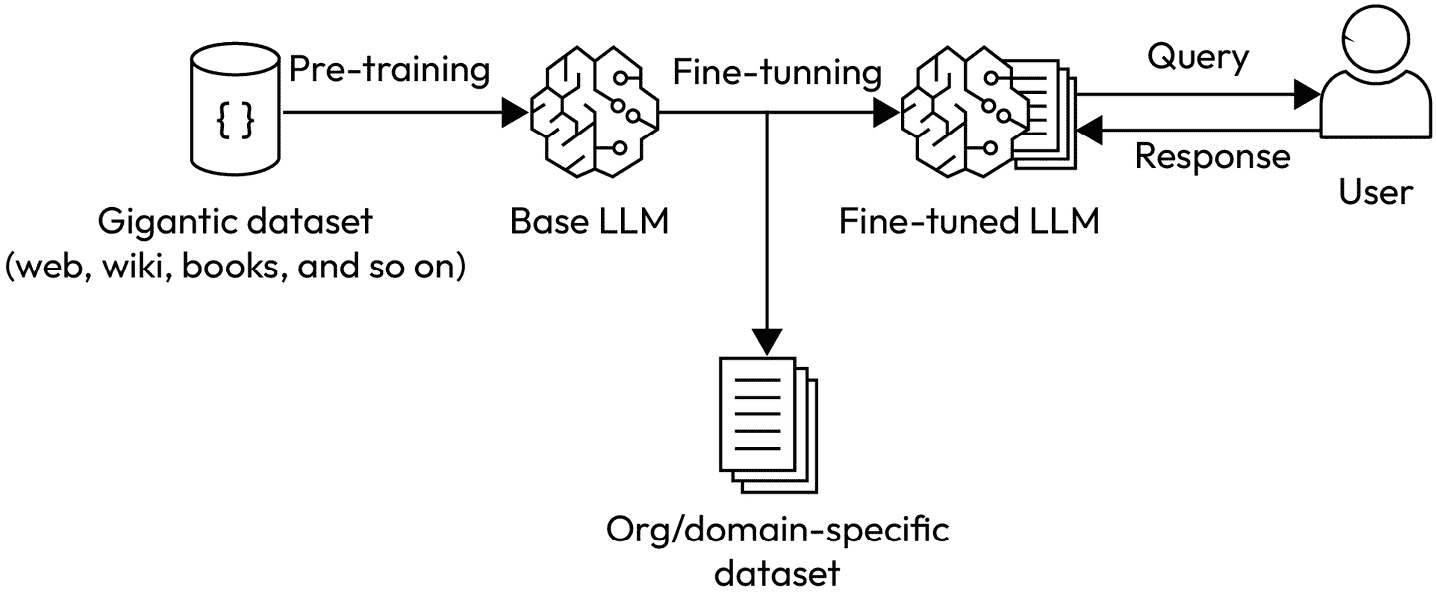 Pre-training
Fine-tunning
Query
{ }
Response
User
Gigantic dataset
(web, wiki, books, and so on)
Base LLM
Fine-tuned LLM
Org/domain-specific
dataset